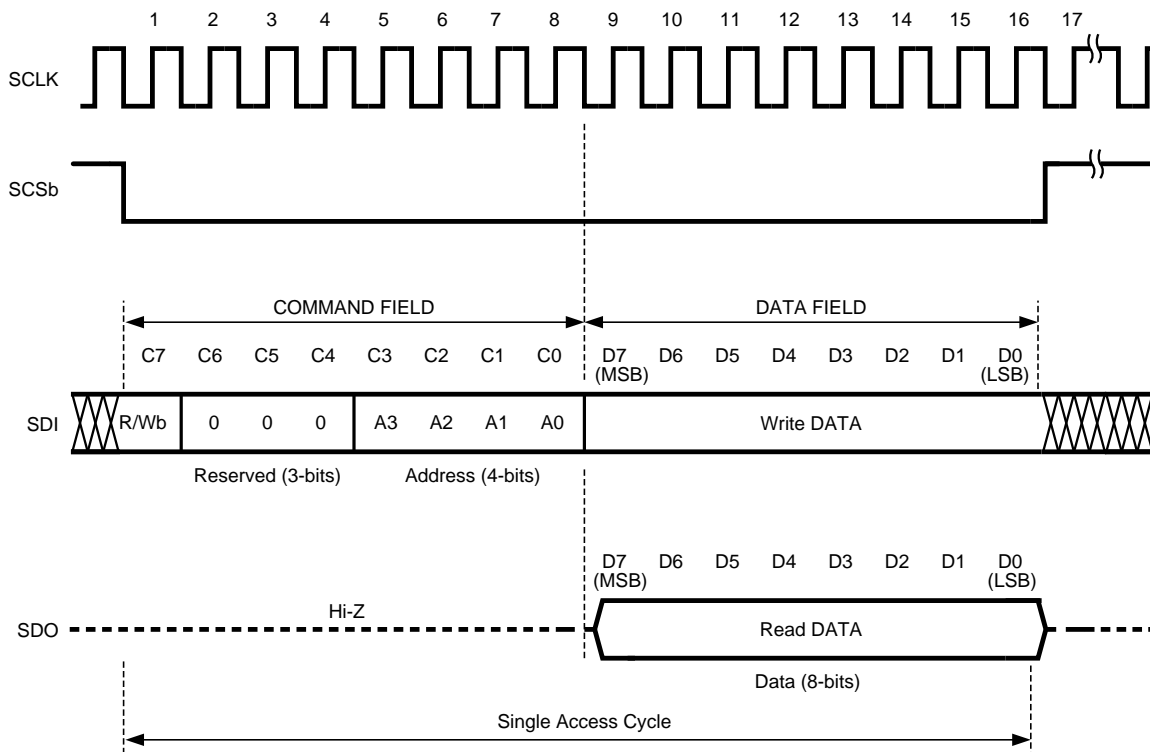 1 2 3 4 5 6 7 8 9 10 11 12 13 14 15 16 17
SCLK
SCSb
COMMAND FIELD DATA FIELD
C7 C6 C5 C4 C3 C2 C1 C0 D7 D6 D5 D4 D3 D2 D1 D0
(MSB) (LSB)
SDI R/Wb 0 0 0 A3 A2 A1 A0 Write DATA
Reserved (3-bits) Address (4-bits)
D7 D6 D5 D4 D3 D2 D1 D0
(MSB) (LSB)
Hi-Z
SDO Read DATA
Data (8-bits)
Single Access Cycle